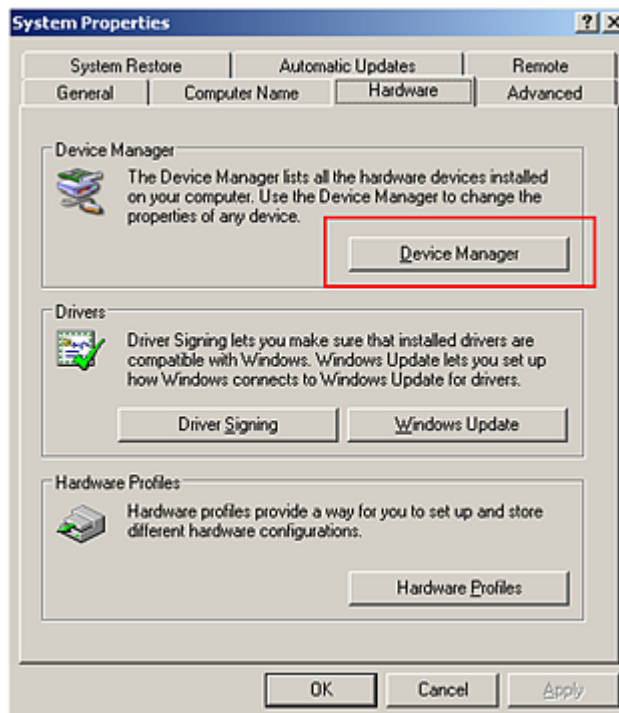 System Properties
System Restore
Automatic Updates
Remote
General
Computer Name
Hardware
Advanced
Device Manager
The Device Manager lists all the hardware devices installed
on your computer. Use the Device Manager to change the
properties of any device.
Device Manager
Drivers
Driver Signing lets you make sure that installed drivers are
compatible with Windows. Windows Update lets you set up
how Windows connects to Windows Update for drivers.
Driver Signing
Windows Update
Hardware Profiles
Hardware profiles provide a way for you to set up and store
different hardware configurations.
Hardware Profiles
OK
Cancel
Apply